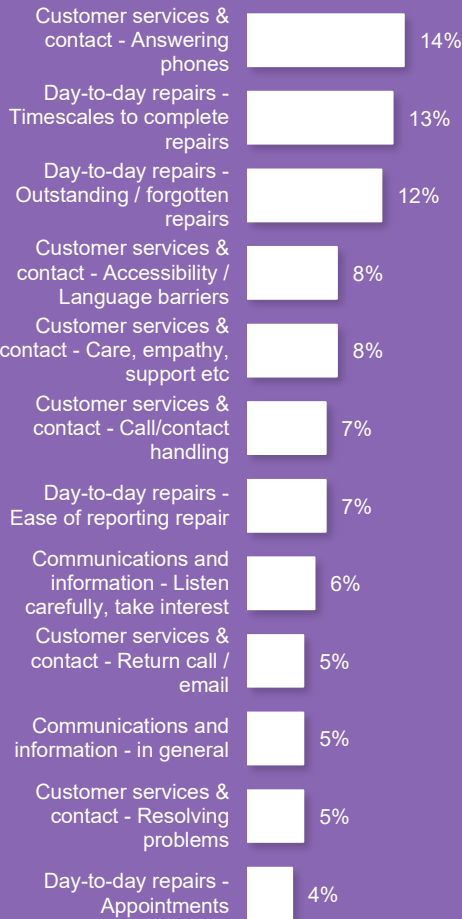 Customer services &
contact - Answering
phones
14%
Day-to-day repairs -
Timescales to complete
repairs
13%
Day-to-day repairs -
Outstanding / forgotten
repairs
12%
Customer services &
contact - Accessibility /
Language barriers
8%
Customer services &
contact - Care, empathy,
support etc
8%
Customer services &
contact - Call/contact
handling
7%
Day-to-day repairs -
Ease of reporting repair
7%
Communications and
information - Listen
carefully, take interest
6%
Customer services &
contact - Return call /
email
5%
Communications and
information - in general
5%
Customer services &
contact - Resolving
problems
5%
Day-to-day repairs -
Appointments
4%